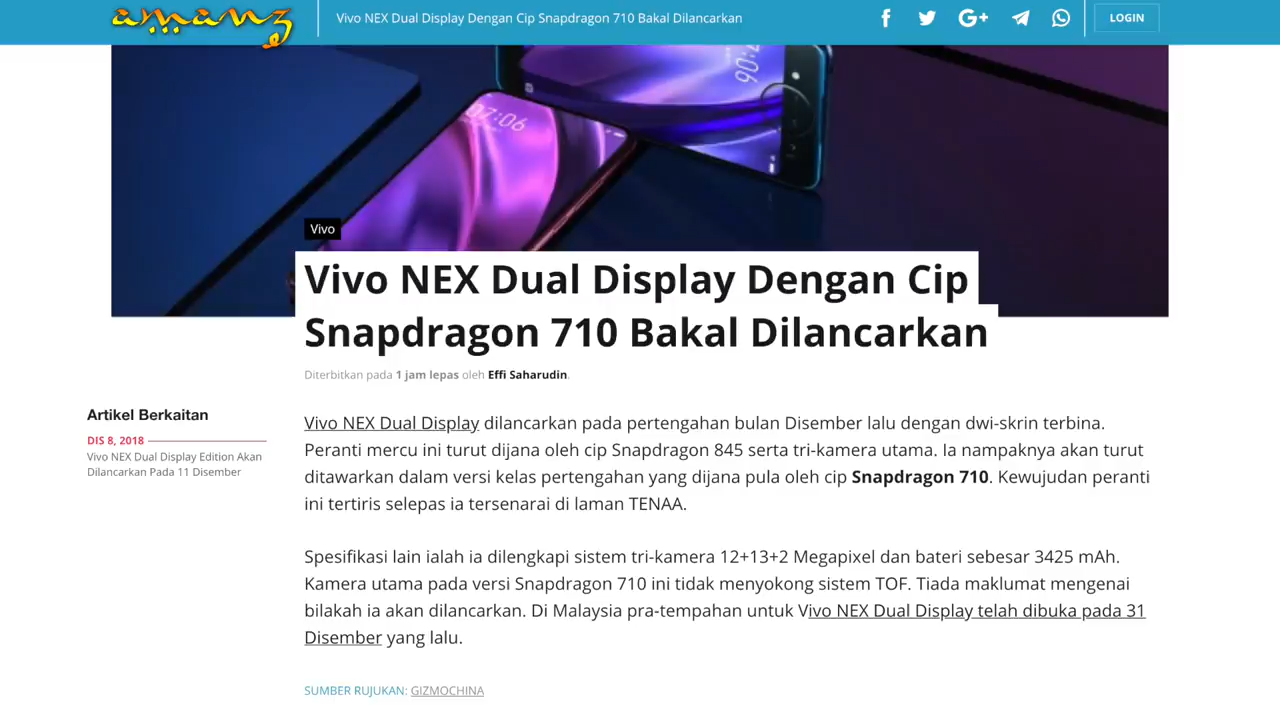 amanz
Vivo NEX Dual Display Dengan Cip Snapdragon 710 Bakal Dilancarkan
LOGIN
07:06
Vivo
Vivo NEX Dual Display Dengan Cip
Snapdragon 710 Bakal Dilancarkan
Diterbitkan pada 1 jam lepas oleh Effi Saharudin.
Artikel Berkaitan
DIS 8, 2018
Vivo NEX Dual Display Edition Akan
Dilancarkan Pada 11 Disember
Vivo NEX Dual Display dilancarkan pada pertengahan bulan Disember lalu dengan dwi-skrin terbina.
Peranti mercu ini turut dijana oleh cip Snapdragon 845 serta tri-kamera utama. Ia nampaknya akan turut
ditawarkan dalam versi kelas pertengahan yang dijana pula oleh cip Snapdragon 710. Kewujudan peranti
ini tertiris selepas ia tersenarai di laman TENAA.
Spesifikasi lain ialah ia dilengkapi sistem tri-kamera 12+13+2 Megapixel dan bateri sebesar 3425 mAh.
Kamera utama pada versi Snapdragon 710 ini tidak menyokong sistem TOF. Tiada maklumat mengenai
bilakah ia akan dilancarkan. Di Malaysia pra-tempahan untuk Vivo NEX Dual Display telah dibuka pada 31
Disember yang lalu.
SUMBER RUJUKAN: GIZMOCHINA